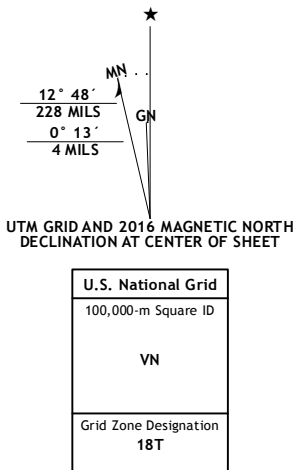 MN
GN
12° 48´
228 MILS
0° 13´
4 MILS
UTM GRID AND 2016 MAGNETIC NORTH
DECLINATION AT CENTER OF SHEET
U.S. National Grid
100,000-m Square ID
VN
Grid Zone Designation
18T